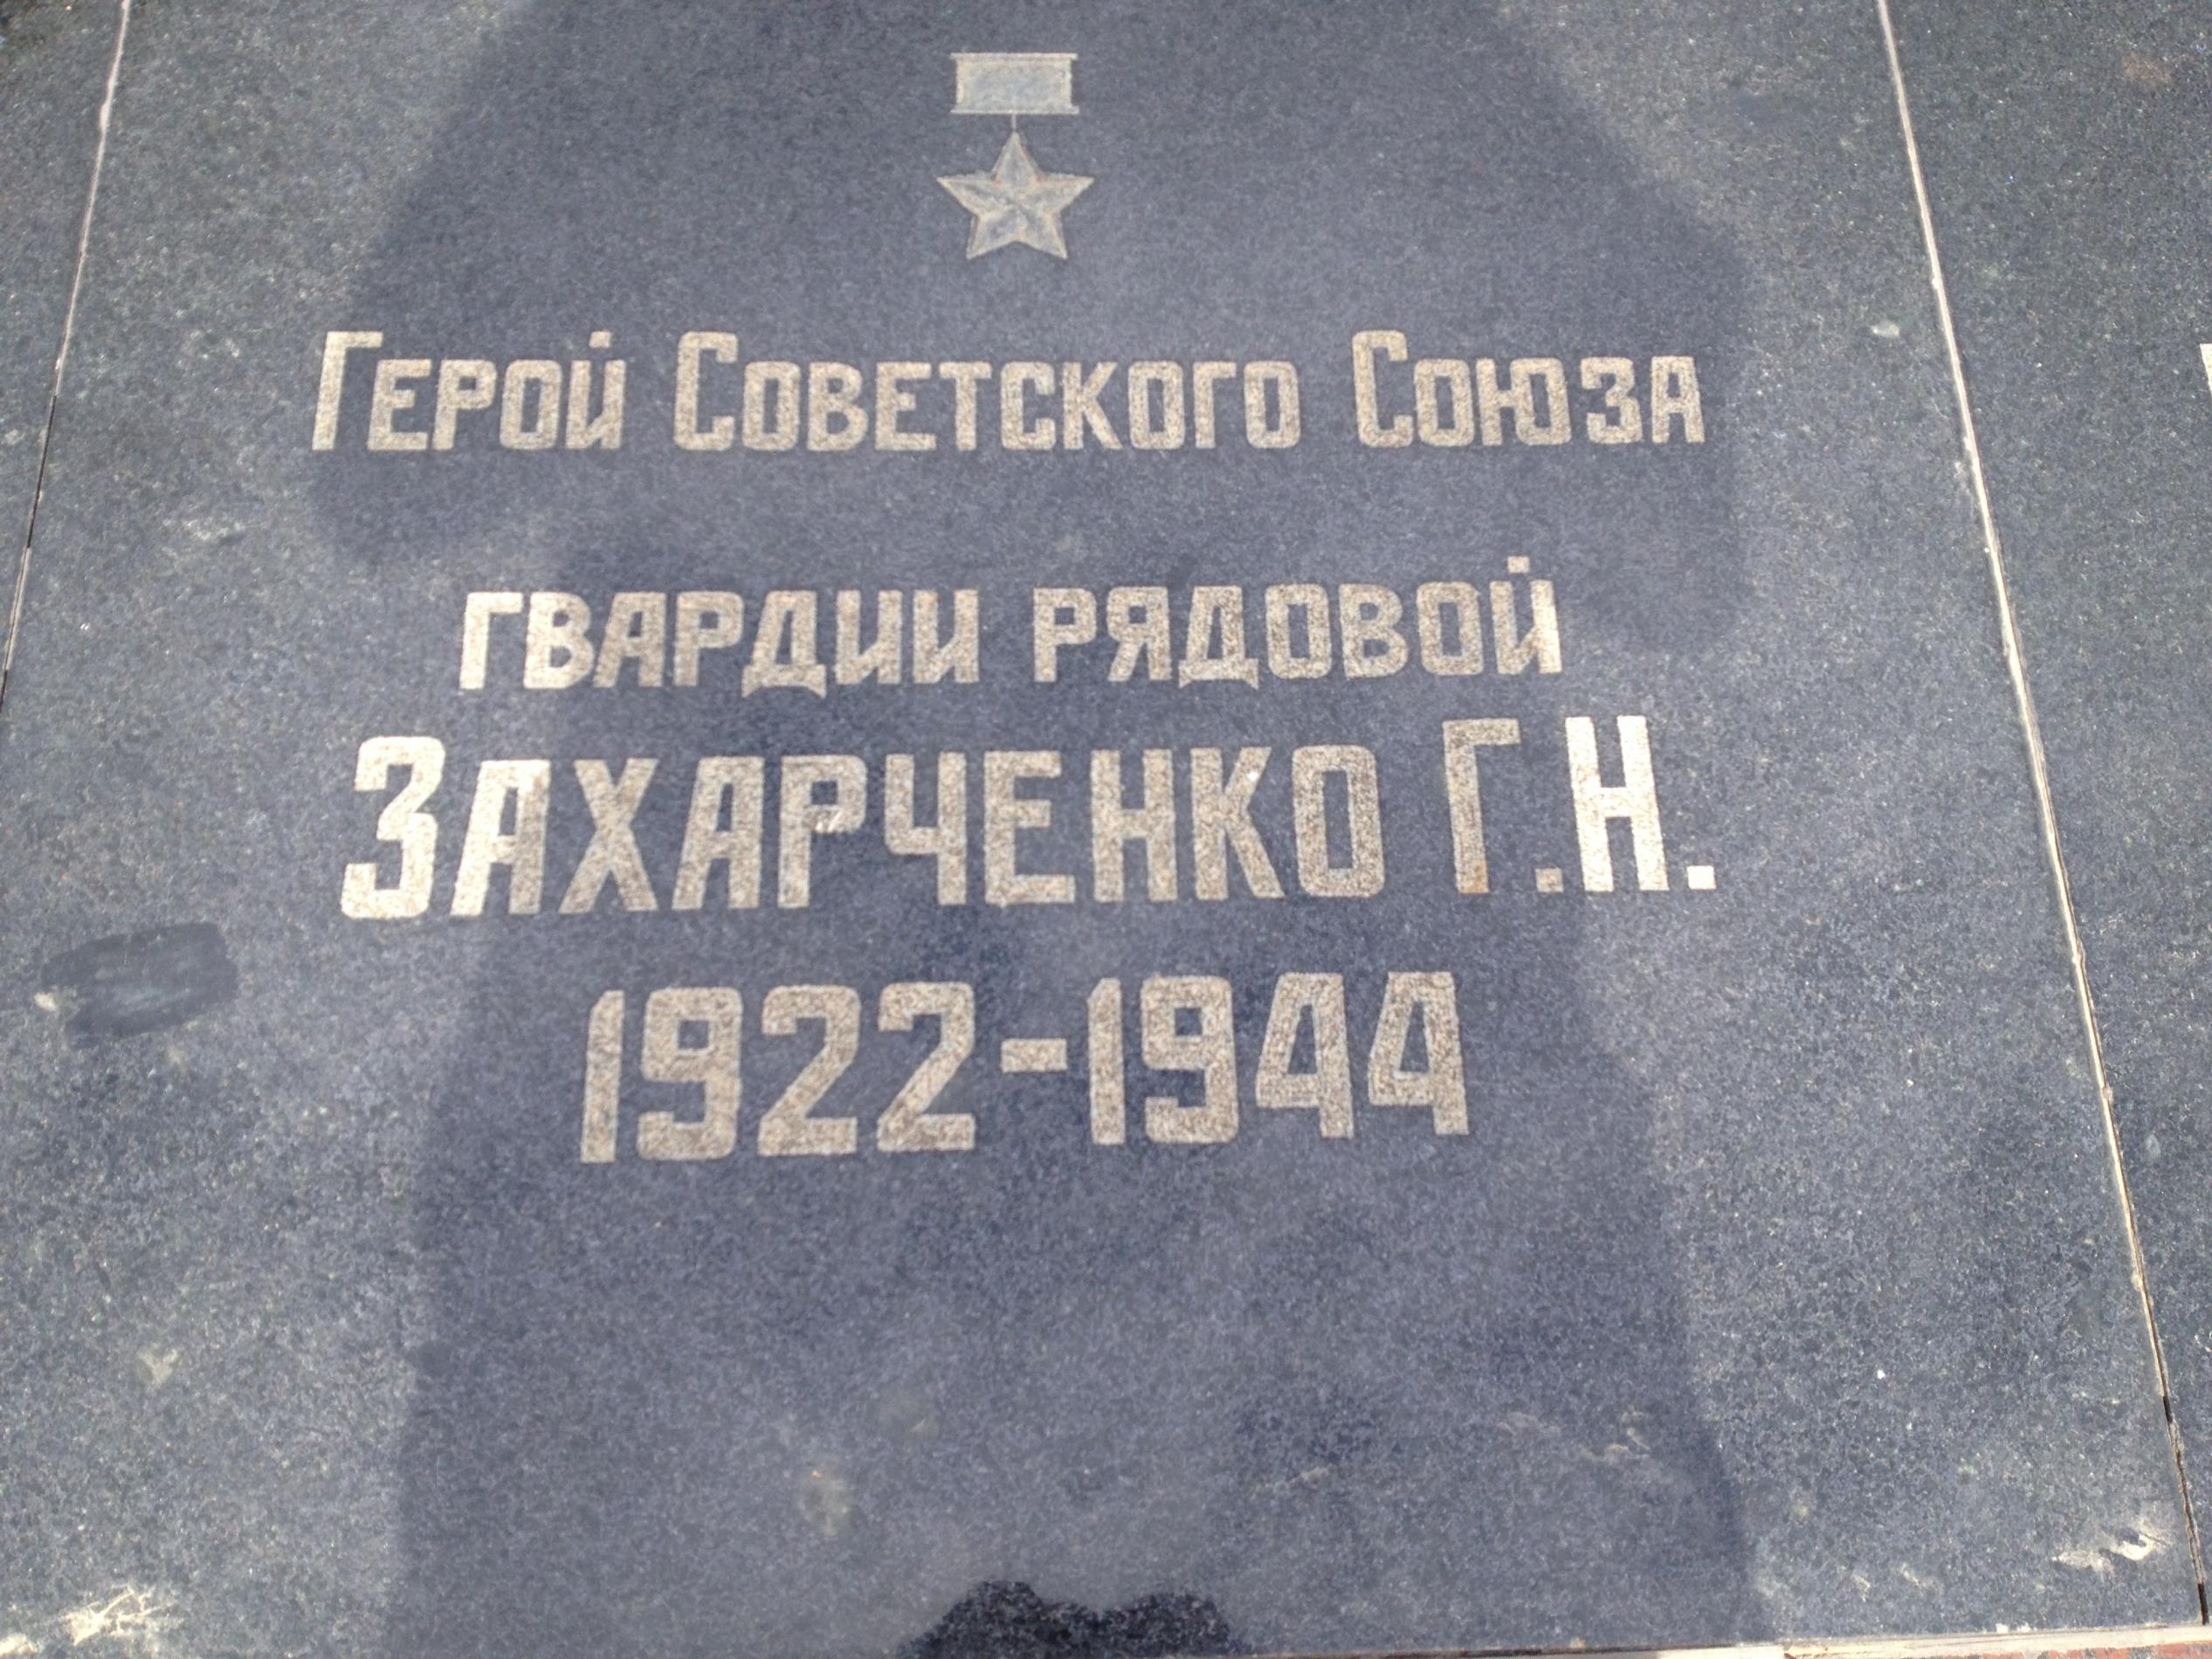 Герой Советского Союза
гвардии рядовой
Захарченко Г.Н.
1922-1944